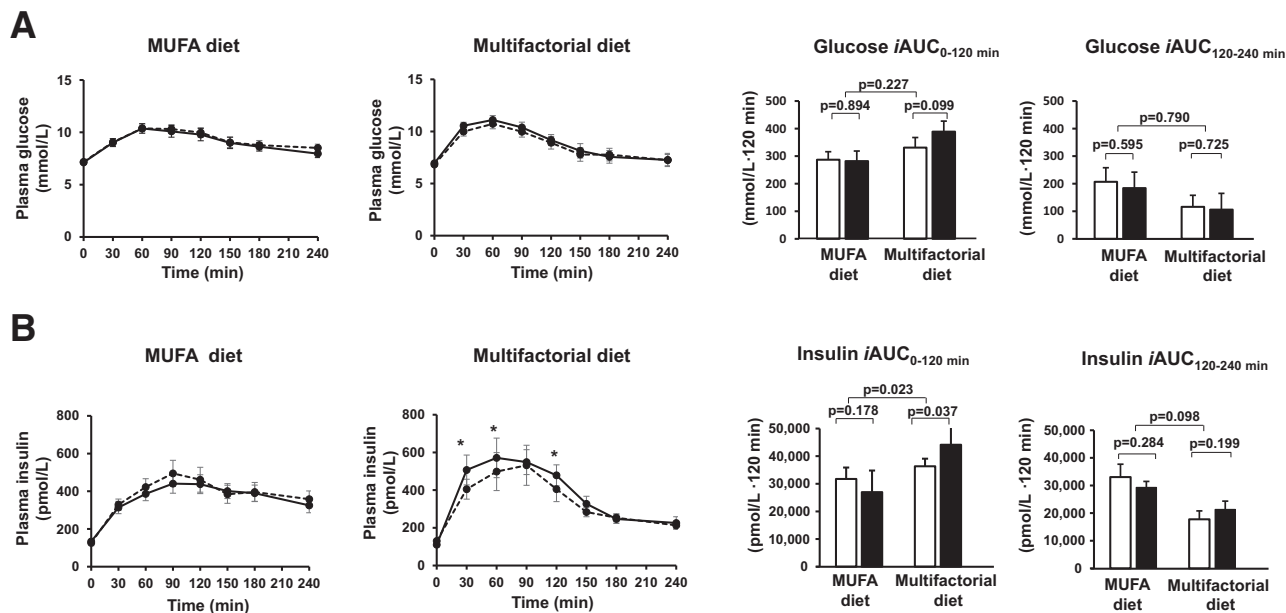 A
MUFA diet
Plasma glucose
(mmol/L)
15
10
5
0
0 30 60 90 120 150 180 210 240
Time (min)
Multifactorial diet
Plasma glucose
(mmol/L)
15
10
5
0
0 30 60 90 120 150 180 210 240
Time (min)
Glucose iAUC0-120 min
p=0.227
p=0.894 p=0.099
(mmol/L·120 min)
500
400
300
200
100
0
MUFA diet
Multifactorial diet
Glucose iAUC120-240 min
p=0.790
p=0.595 p=0.725
500
400
300
200
100
0
MUFA diet
Multifactorial diet
B
MUFA diet
Plasma insulin
(pmol/L)
800
600
400
200
0
0 30 60 90 120 150 180 210 240
Time (min)
Multifactorial diet
Plasma insulin
(pmol/L)
800
600
400
200
0
* * *
0 30 60 90 120 150 180 210 240
Time (min)
Insulin iAUC0-120 min
p=0.023
p=0.178 p=0.037
(pmol/L ·120 min)
50,000
40,000
30,000
20,000
10,000
0
MUFA diet
Multifactorial diet
Insulin iAUC120-240 min
p=0.098
p=0.284 p=0.199
(pmol/L ·120 min)
50,000
40,000
30,000
20,000
10,000
0
MUFA diet
Multifactorial diet